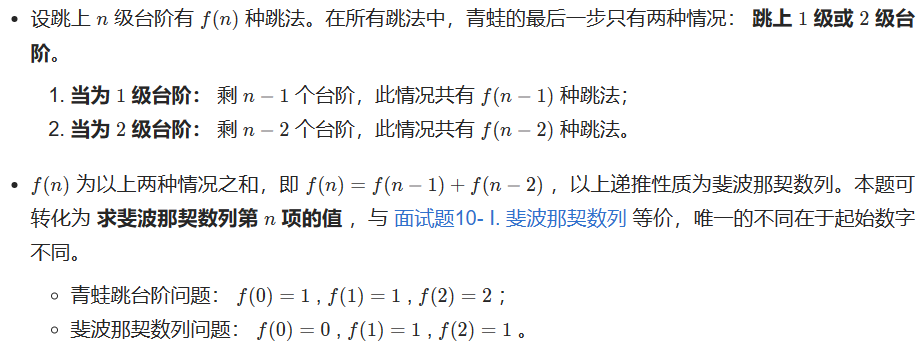 设跳上 n 级台阶有 f(n) 种跳法。在所有跳法中，青蛙的最后一步只有两种情况： 跳上 1 级或 2 级台
阶。
1. 当为 1 级台阶： 剩 n − 1 个台阶，此情况共有 f(n − 1) 种跳法；
2. 当为 2 级台阶： 剩 n − 2 个台阶，此情况共有 f(n − 2) 种跳法。
f(n) 为以上两种情况之和，即 f(n) = f(n − 1) + f(n − 2) ，以上递推性质为斐波那契数列。本题可
转化为 求斐波那契数列第 n 项的值 ，与 面试题10- I. 斐波那契数列 等价，唯一的不同在于起始数字
不同。
青蛙跳台阶问题： f(0) = 1 , f(1) = 1 , f(2) = 2 ；
斐波那契数列问题： f(0) = 0 , f(1) = 1 , f(2) = 1 。